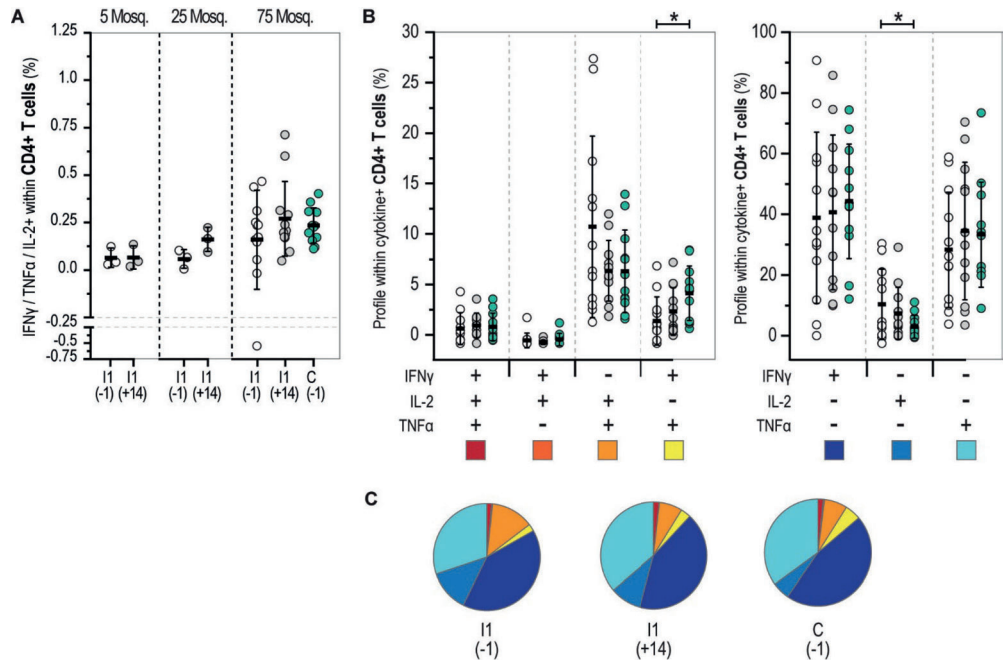 A
5 Mosq. 25 Mosq. 75 Mosq.
IFNγ / TNFα / IL-2+ within CD4+ T cells (%)
1.25
1.0
0.75
0.5
0.25
0.0
-0.25
-0.5
-0.75
I1 I1 I1 I1 I1 I1 C
(-1) (+14) (-1) (+14) (-1) (+14) (-1)
B
Profile within cytokine+ CD4+ T cells (%)
30
25
20
15
10
5
0
*
IFNγ + + - +
IL-2 + + + -
TNFα + - + +
Profile within cytokine+ CD4+ T cells (%)
100
80
60
40
20
0
*
IFNγ + - -
IL-2 - + -
TNFα - - +
C
I1 I1 C
(-1) (+14) (-1)